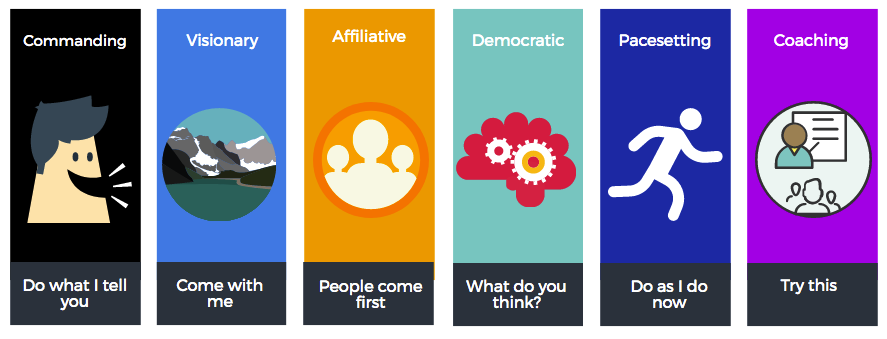 Commanding
Do what I tell
you
Visionary
Come with
me
Affiliative
People come
first
Democratic
What do you
think?
Pacesetting
Do as I do
now
Coaching
Try this